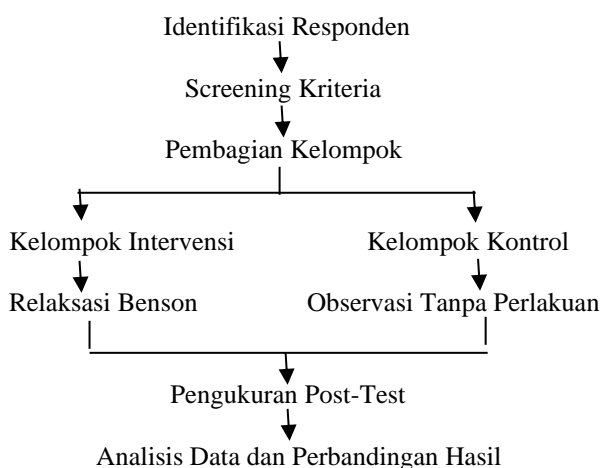 Identifikasi Responden
Screening Kriteria
Pembagian Kelompok
Kelompok Intervensi
Kelompok Kontrol
Relaksasi Benson
Observasi Tanpa Perlakuan
Pengukuran Post-Test
Analisis Data dan Perbandingan Hasil